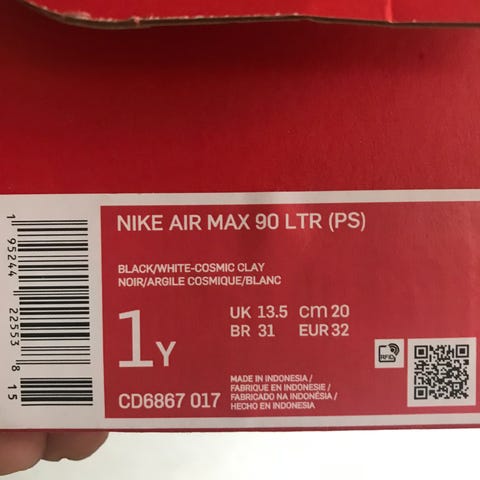 NIKE AIR MAX 90 LTR (PS)
BLACK/WHITE-COSMIC CLAY
NOIR/ARGILE COSMIQUE/BLANC
1Y
UK 13.5 cm 20
BR 31 EUR 32
RFID
MADE IN INDONESIA /
FABRIQUE EN INDONESIE /
FABRICADO NA INDONÉSIA /
HECHO EN INDONESIA
CD6867 017
1 95244 22553 8 15